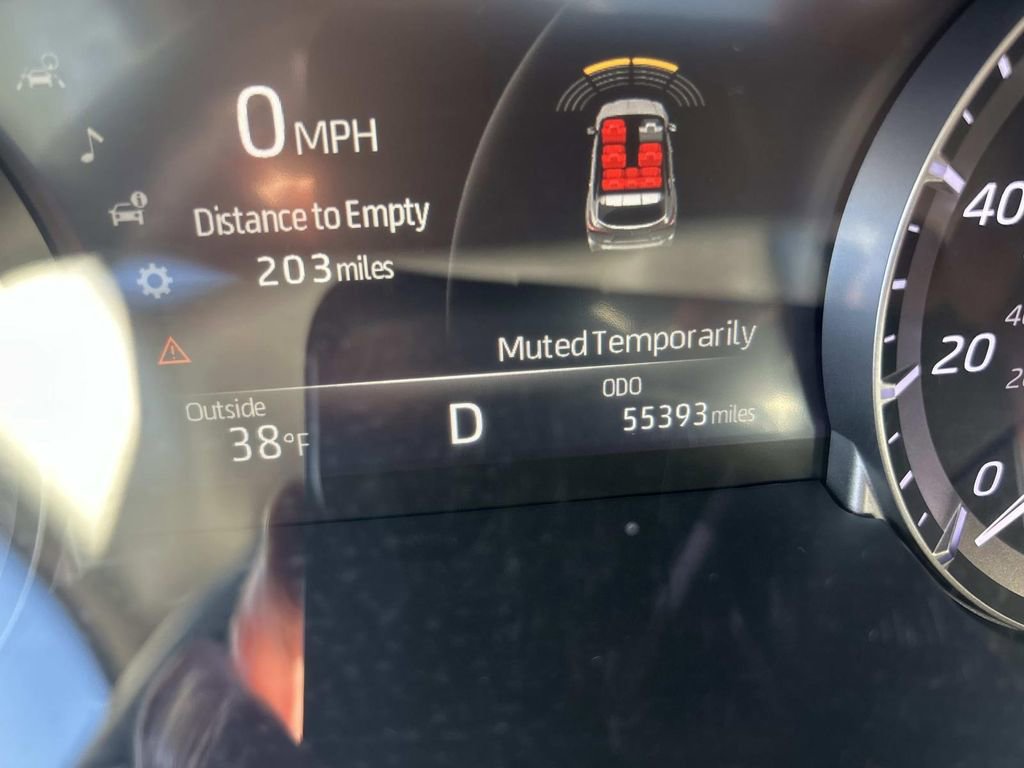 0 MPH
Distance to Empty
203 miles
Muted Temporarily
Outside
38°F
D
ODO
55393 miles
40
20
0